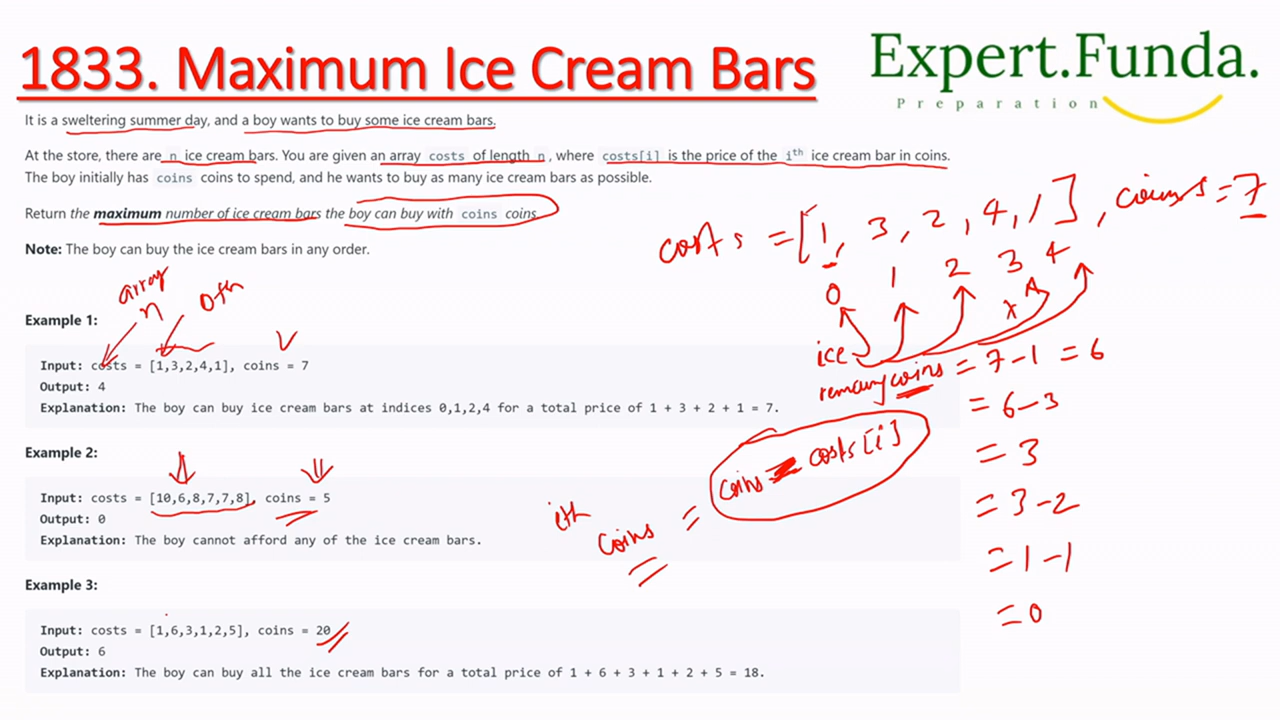 1833. Maximum Ice Cream Bars
Expert.Funda.
Preparation
It is a sweltering summer day, and a boy wants to buy some ice cream bars.
At the store, there are n ice cream bars. You are given an array costs of length n, where costs[i] is the price of the ith ice cream bar in coins.
The boy initially has coins coins to spend, and he wants to buy as many ice cream bars as possible.
Return the maximum number of ice cream bars the boy can buy with coins coins.
Note: The boy can buy the ice cream bars in any order.
costs = [1, 3, 2, 4, 1], coins = 7
0 1 2 3 4
array
n
0th
ice
x
remaing coins = 7-1 = 6
= 6-3
= 3
= 3-2
= 1-1
= 0
Example 1:
Input: costs = [1,3,2,4,1], coins = 7
Output: 4
Explanation: The boy can buy ice cream bars at indices 0,1,2,4 for a total price of 1 + 3 + 2 + 1 = 7.
ith
coins = coins - costs[i]
Example 2:
Input: costs = [10,6,8,7,7,8], coins = 5
Output: 0
Explanation: The boy cannot afford any of the ice cream bars.
Example 3:
Input: costs = [1,6,3,1,2,5], coins = 20
Output: 6
Explanation: The boy can buy all the ice cream bars for a total price of 1 + 6 + 3 + 1 + 2 + 5 = 18.